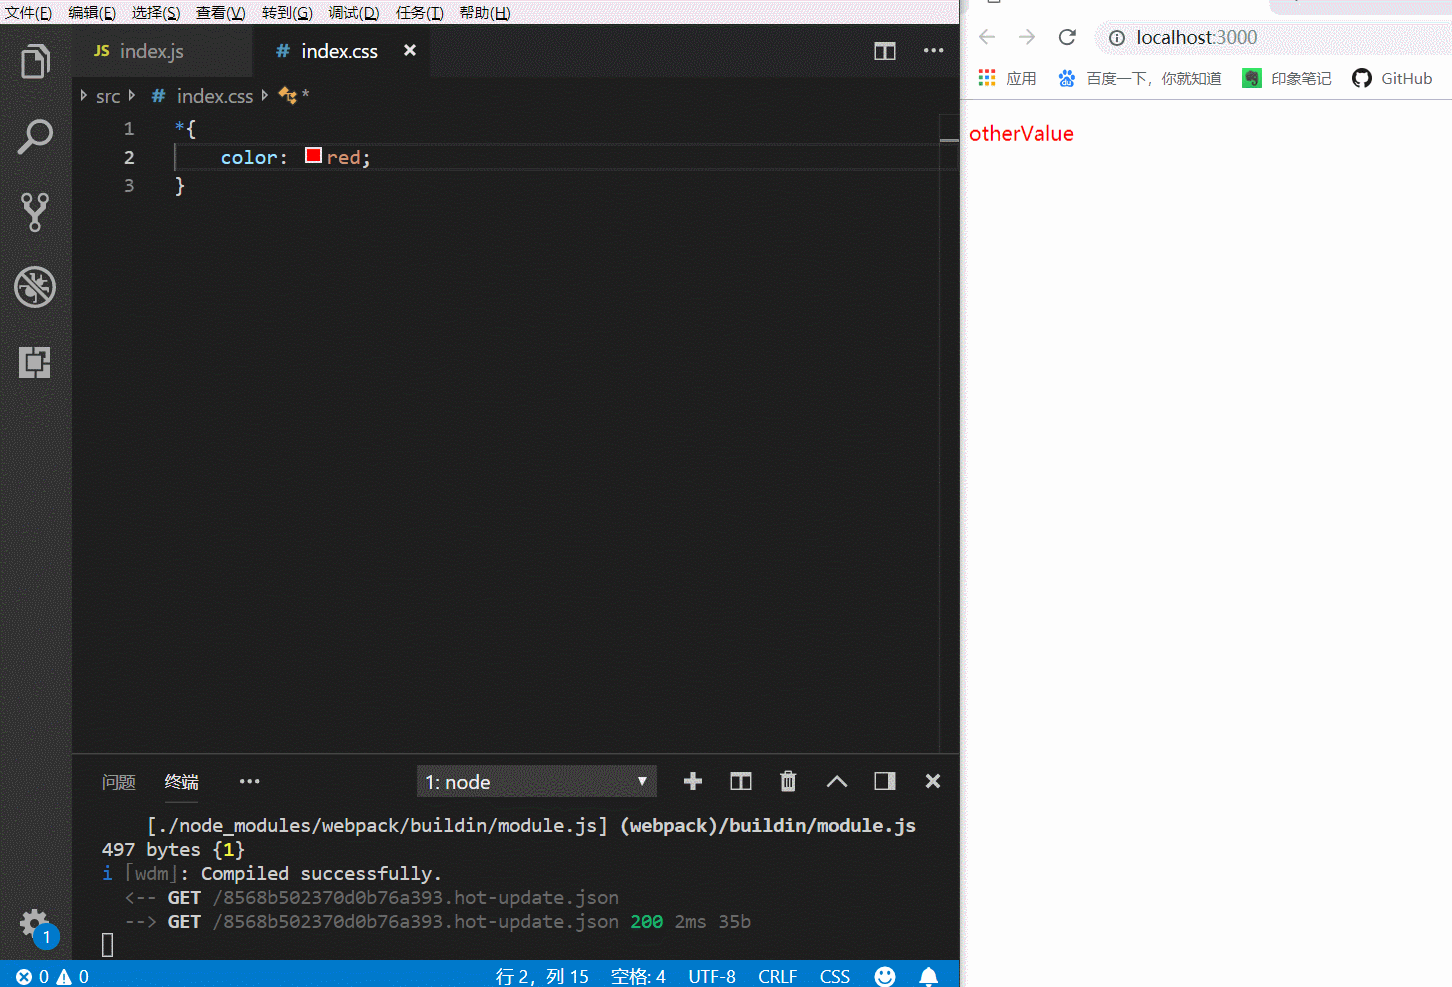 文件(F) 编辑(E) 选择(S) 查看(V) 转到(G) 调试(D) 任务(T) 帮助(H)
JS index.js # index.css ×
src # index.css *
1 *{
2 color: red;
3 }
问题 终端 ••• 1: node
[./node_modules/webpack/buildin/module.js] (webpack)/buildin/module.js
497 bytes {1}
i ｢wdm｣: Compiled successfully.
<-- GET /8568b502370d0b76a393.hot-update.json
--> GET /8568b502370d0b76a393.hot-update.json 200 2ms 35b
1
0 0 行 2，列 15 空格: 4 UTF-8 CRLF CSS
localhost:3000
应用 百度一下，你就知道 印象笔记 GitHub
otherValue